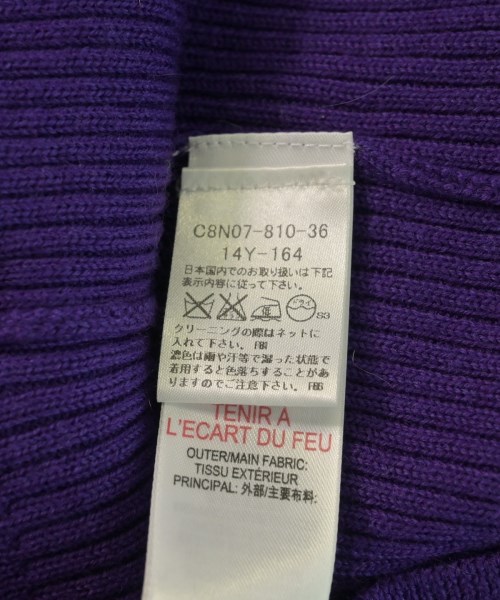 C8N07-810-36
14Y-164
日本国内でのお取り扱いは下記
表示内容に従って下さい。
ドライ
S3
クリーニングの際はネットに
入れて下さい。 FBI
濃色は雨や汗等で湿った状態で
着用すると色落ちすることがあ
りますのでご注意下さい。 FBG
TENIR À
L'ECART DU FEU
OUTER/MAIN FABRIC:
TISSU EXTÉRIEUR
PRINCIPAL: 外部/主要布料: